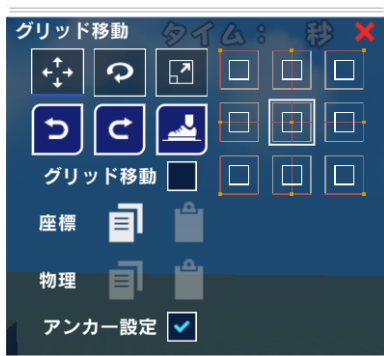 グリッド移動
タイム： 秒
グリッド移動
座標
物理
アンカー設定